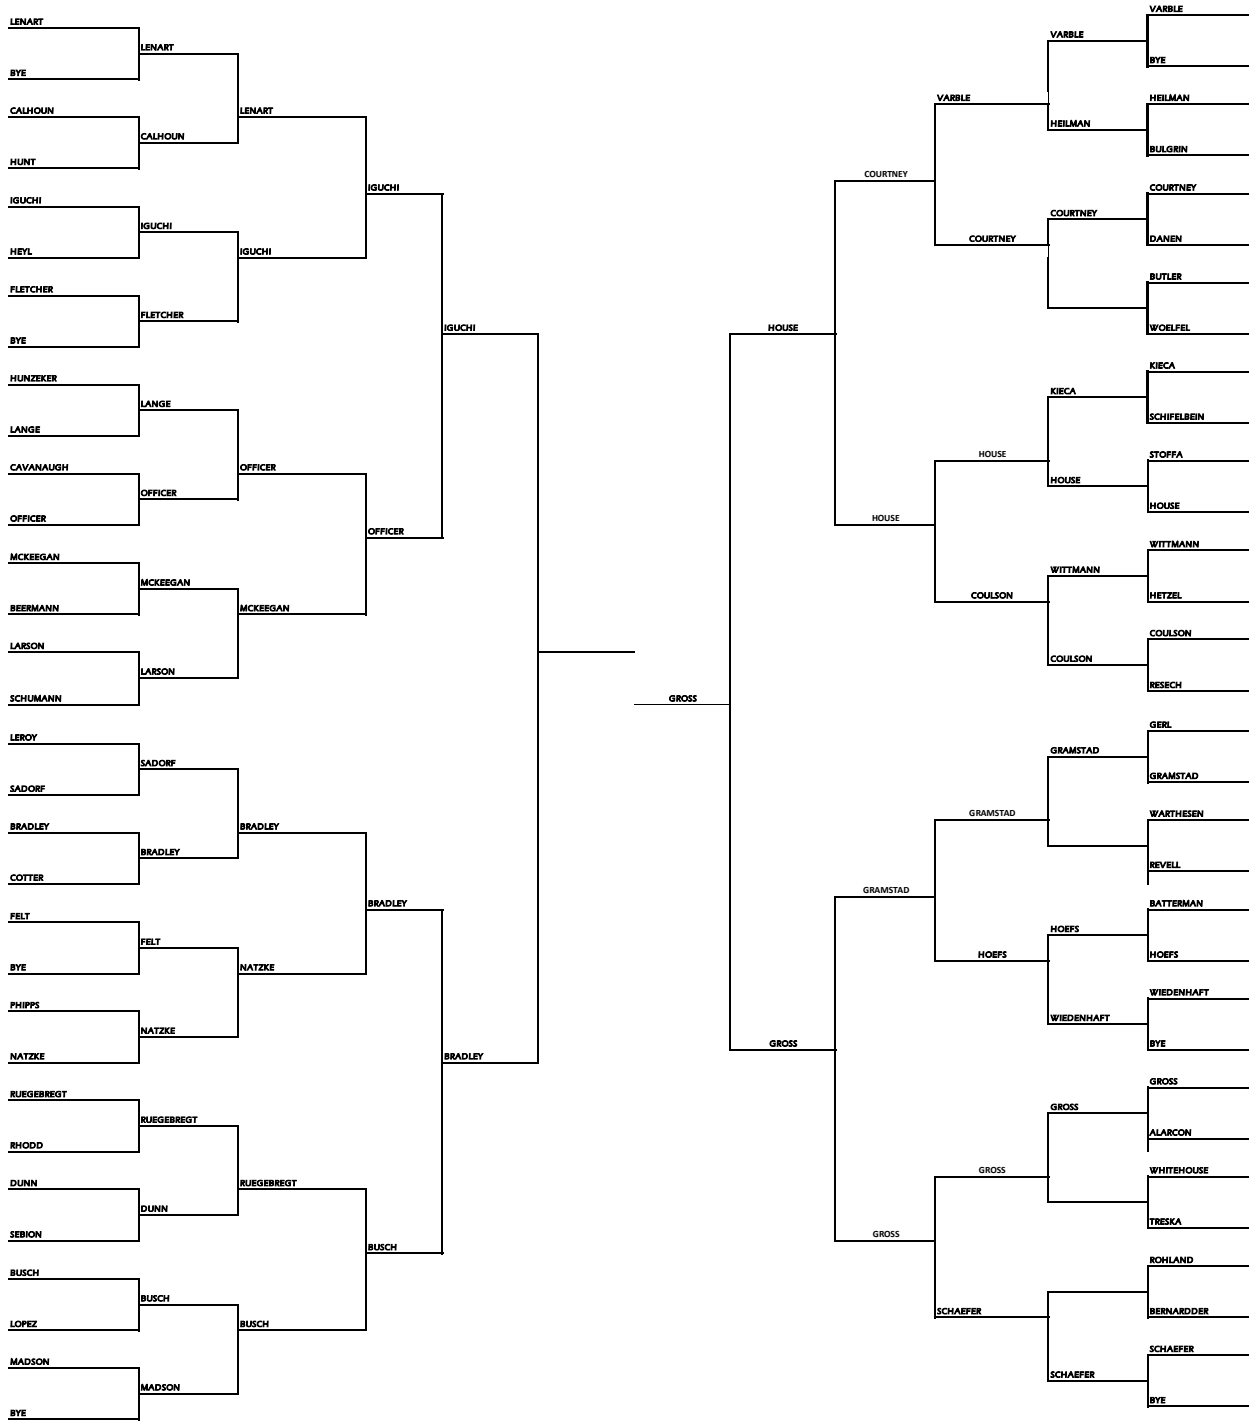 LENART
BYE
CALHOUN
HUNT
IGUCHI
HEYL
FLETCHER
BYE
HUNZEKER
LANGE
CAVANAUGH
OFFICER
MCKEEGAN
BEERMANN
LARSON
SCHUMANN
LEROY
SADORF
BRADLEY
COTTER
FELT
BYE
PHIPPS
NATZKE
RUEGEBREGT
RHODD
DUNN
SEBION
BUSCH
LOPEZ
MADSON
BYE
LENART
CALHOUN
IGUCHI
FLETCHER
LANGE
OFFICER
MCKEEGAN
LARSON
SADORF
BRADLEY
FELT
NATZKE
RUEGEBREGT
DUNN
BUSCH
MADSON
LENART
IGUCHI
OFFICER
MCKEEGAN
BRADLEY
NATZKE
RUEGEBREGT
BUSCH
IGUCHI
OFFICER
BRADLEY
BUSCH
IGUCHI
BRADLEY
GROSS
HOUSE
GROSS
COURTNEY
HOUSE
GRAMSTAD
GROSS
VARBLE
COURTNEY
HOUSE
COULSON
GRAMSTAD
HOEFS
GROSS
SCHAEFER
VARBLE
HEILMAN
COURTNEY
KIECA
HOUSE
WITTMANN
COULSON
GRAMSTAD
HOEFS
WIEDENHAFT
GROSS
SCHAEFER
VARBLE
BYE
HEILMAN
BULGRIN
COURTNEY
DANEN
BUTLER
WOELFEL
KIECA
SCHIFELBEIN
STOFFA
HOUSE
WITTMANN
HETZEL
COULSON
RESECH
GERL
GRAMSTAD
WARTHESEN
REVELL
BATTERMAN
HOEFS
WIEDENHAFT
BYE
GROSS
ALARCON
WHITEHOUSE
TRESKA
ROHLAND
BERNARDDER
SCHAEFER
BYE